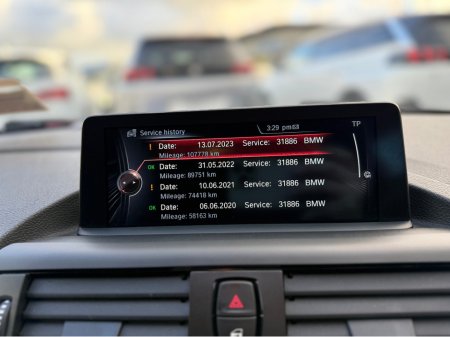 Service history
3:29 pm
TP
! Date: 13.07.2023 Service: 31886 BMW
Mileage: 107778 km
OK Date: 31.05.2022 Service: 31886 BMW
Mileage: 89751 km
! Date: 10.06.2021 Service: 31886 BMW
Mileage: 74418 km
OK Date: 06.06.2020 Service: 31886 BMW
Mileage: 58163 km